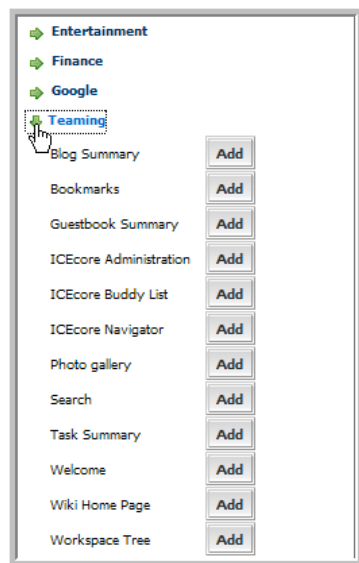 Entertainment
Finance
Google
Teaming
Blog Summary Add
Bookmarks Add
Guestbook Summary Add
ICEcore Administration Add
ICEcore Buddy List Add
ICEcore Navigator Add
Photo gallery Add
Search Add
Task Summary Add
Welcome Add
Wiki Home Page Add
Workspace Tree Add